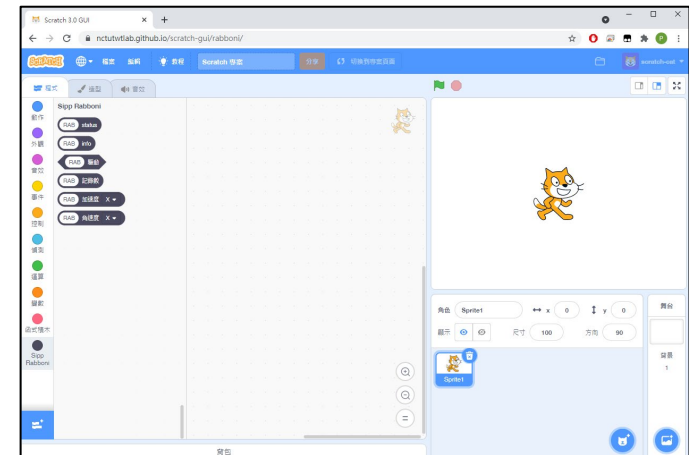 Scratch 3.0 GUI
nctutwtlab.github.io/scratch-gui/rabboni/
SCRATCH 檔案 編輯 教程 Scratch 專案 分享 切換到專案頁面 scratch-cat
程式 造型 音效
動作
外觀
音效
事件
控制
偵測
運算
變數
函式積木
Sipp
Rabboni
Sipp Rabboni
RAB status
RAB info
RAB
RAB
RAB 加速度 X
RAB 角速度 X
背包
角色 Sprite1 x 0 y 0
顯示 尺寸 100 方向 90
Sprite1
舞台
背景
1